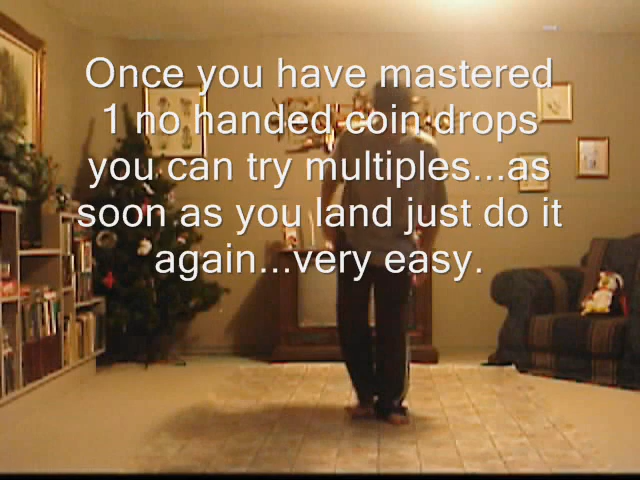 Once you have mastered
1 no handed coin drops
you can try multiples...as
soon as you land just do it
again...very easy.